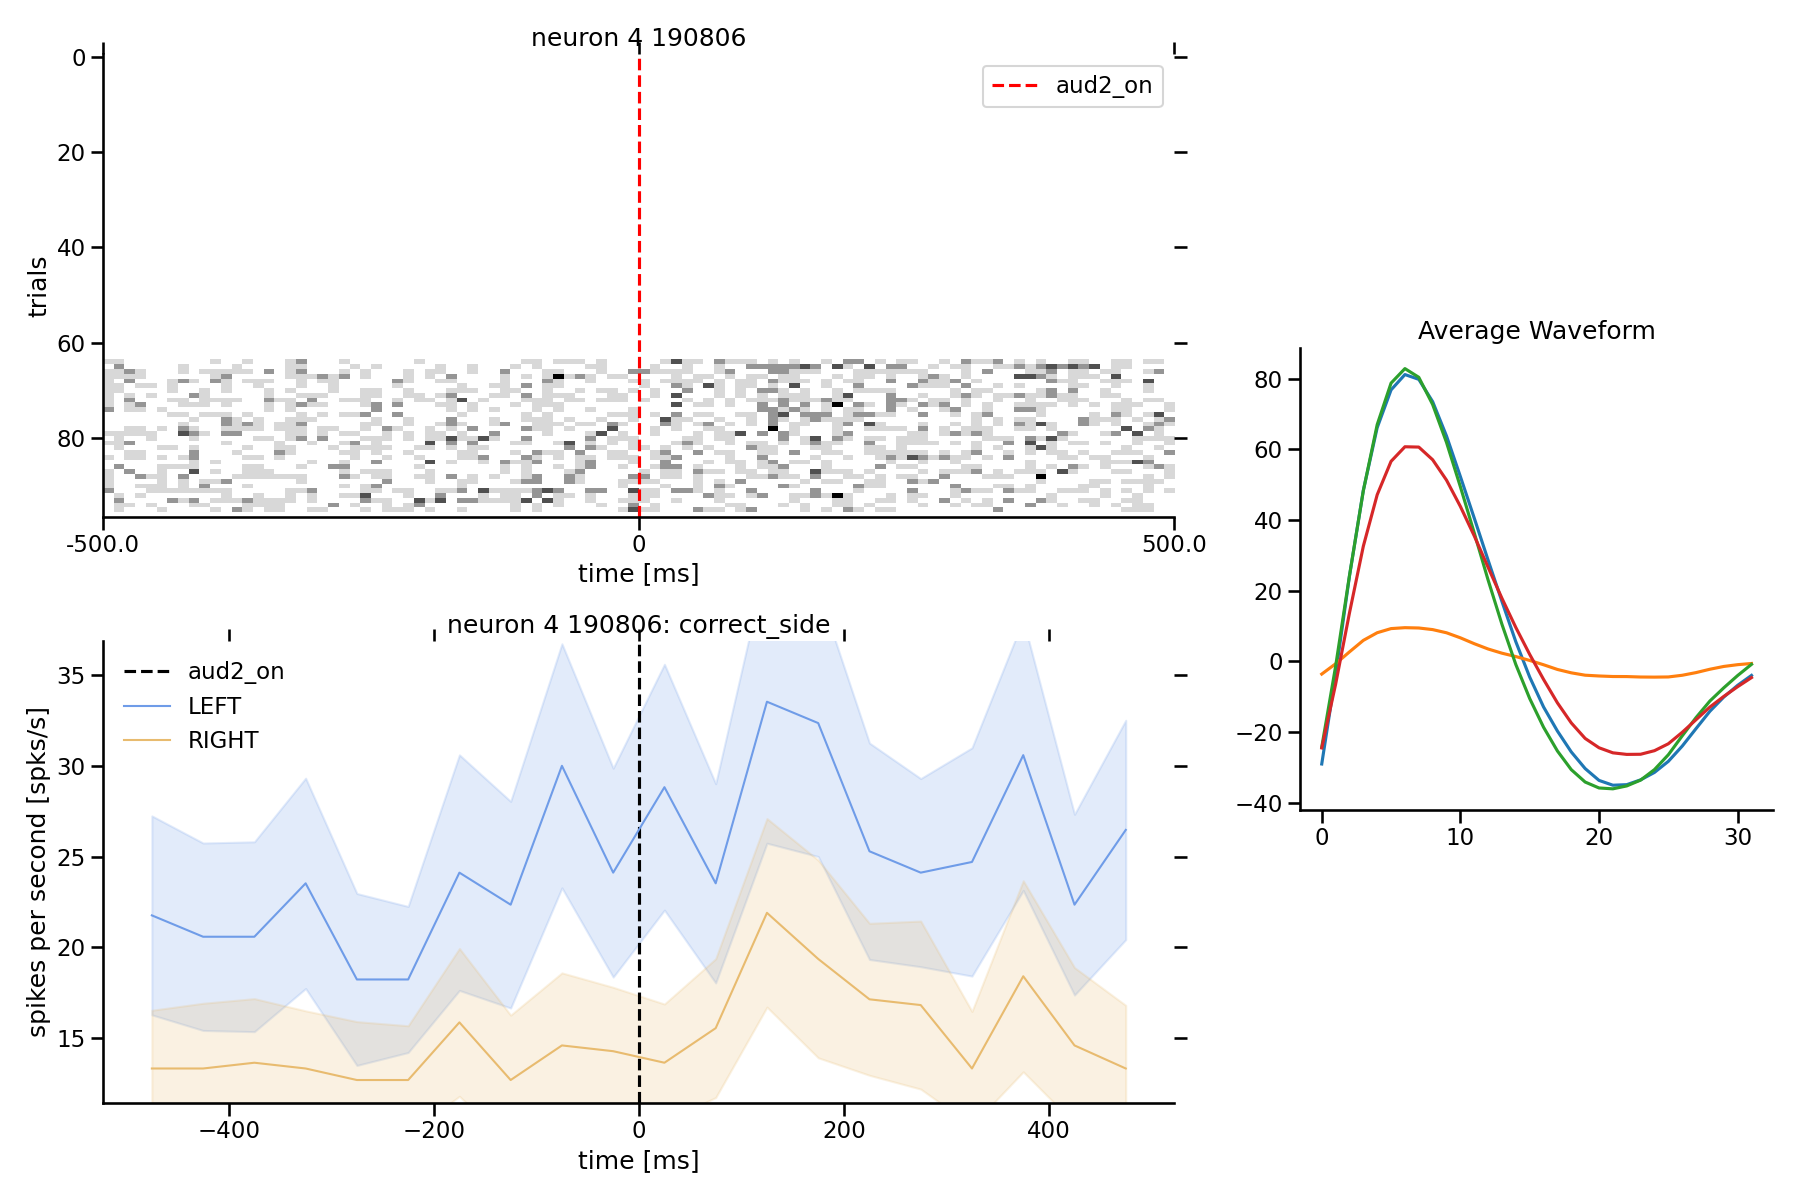 neuron 4 190806
0
20
40
60
80
trials
aud2_on
-500.0
0
500.0
time [ms]
neuron 4 190806: correct_side
35
30
25
20
15
spikes per second [spks/s]
aud2_on
LEFT
RIGHT
−400
−200
0
200
400
time [ms]
Average Waveform
80
60
40
20
0
−20
−40
0
10
20
30